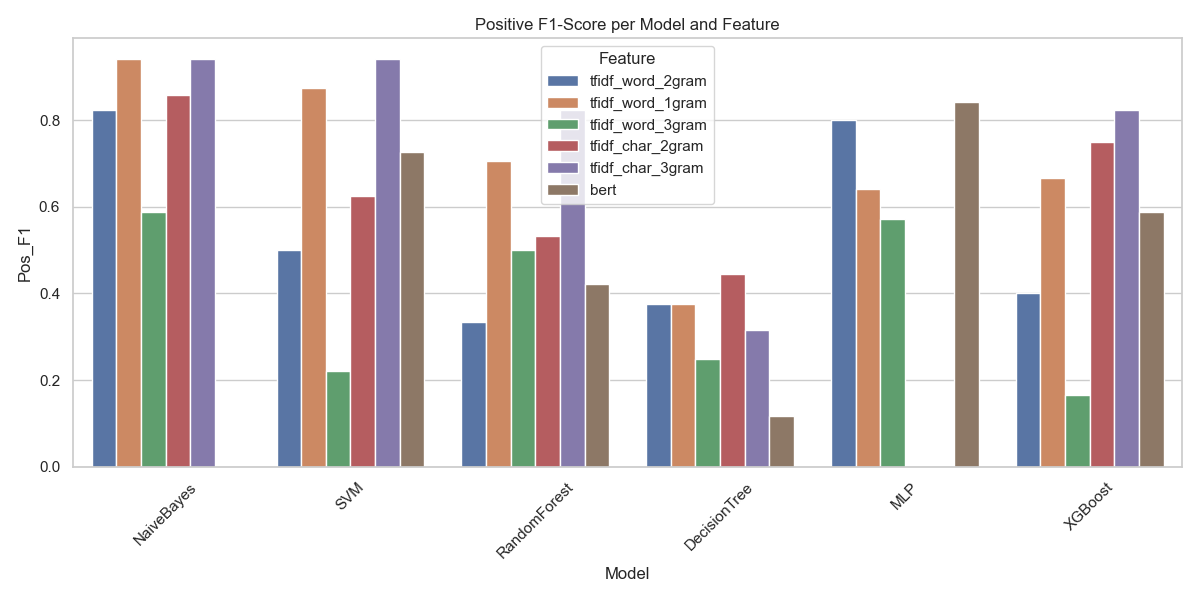 Positive F1-Score per Model and Feature
Feature
tfidf_word_2gram
tfidf_word_1gram
tfidf_word_3gram
tfidf_char_2gram
tfidf_char_3gram
bert
Pos_F1
0.8
0.6
0.4
0.2
0.0
NaiveBayes
SVM
RandomForest
DecisionTree
MLP
XGBoost
Model